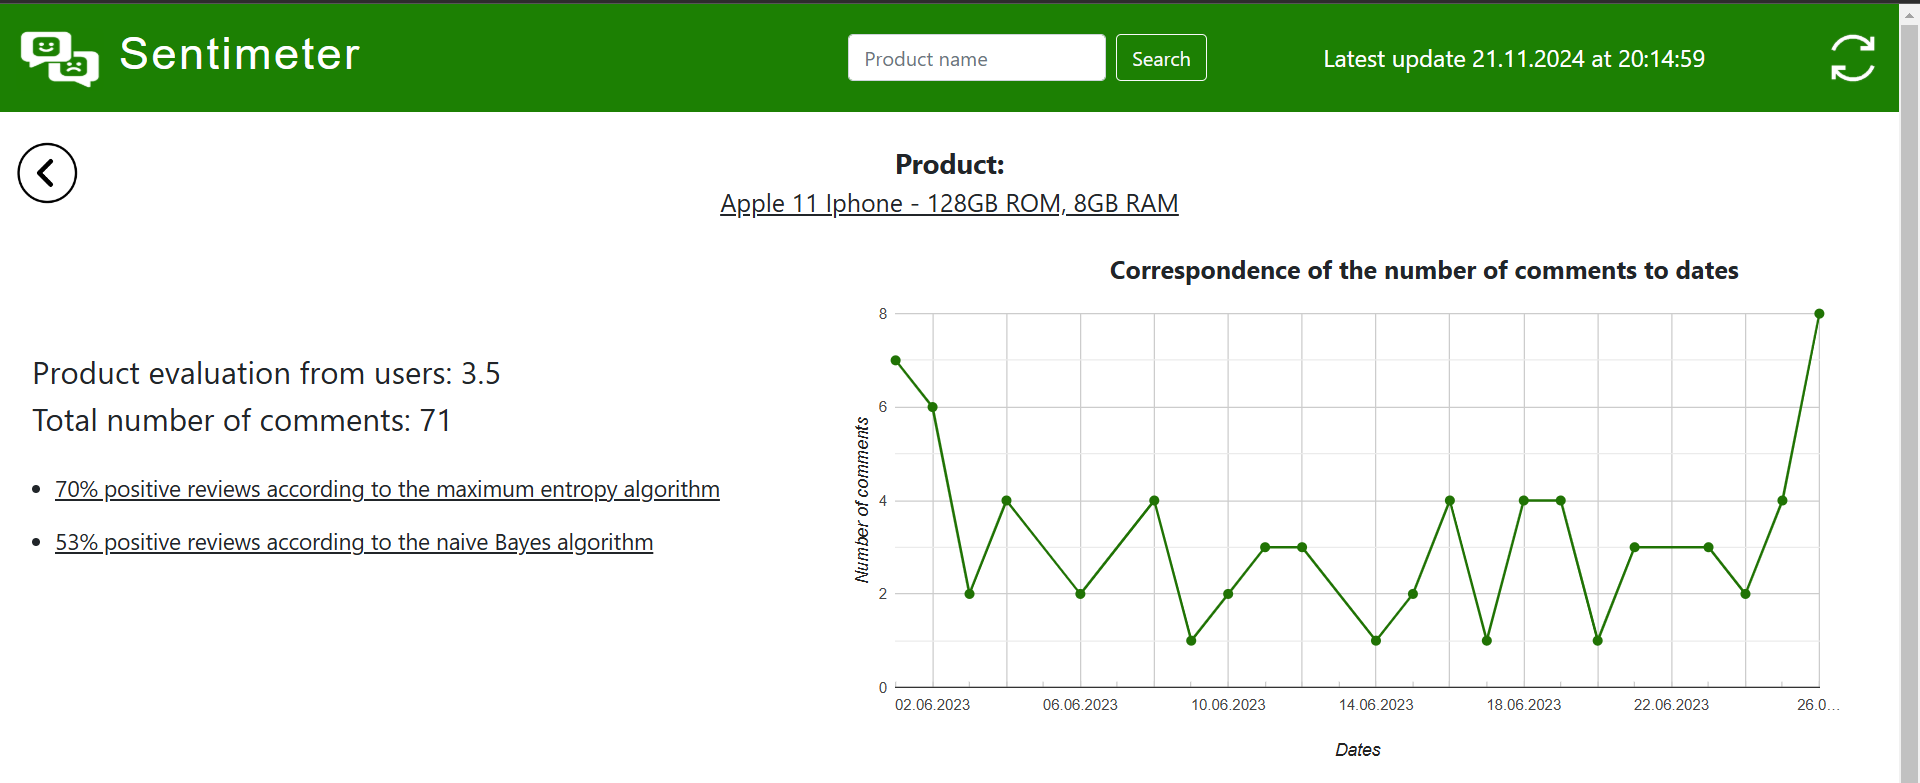 Sentimeter
Product name
Search
Latest update 21.11.2024 at 20:14:59
Product:
Apple 11 Iphone - 128GB ROM, 8GB RAM
Product evaluation from users: 3.5
Total number of comments: 71
• 70% positive reviews according to the maximum entropy algorithm
• 53% positive reviews according to the naive Bayes algorithm
Correspondence of the number of comments to dates
Number of comments
8
6
4
2
0
02.06.2023 06.06.2023 10.06.2023 14.06.2023 18.06.2023 22.06.2023 26.0...
Dates